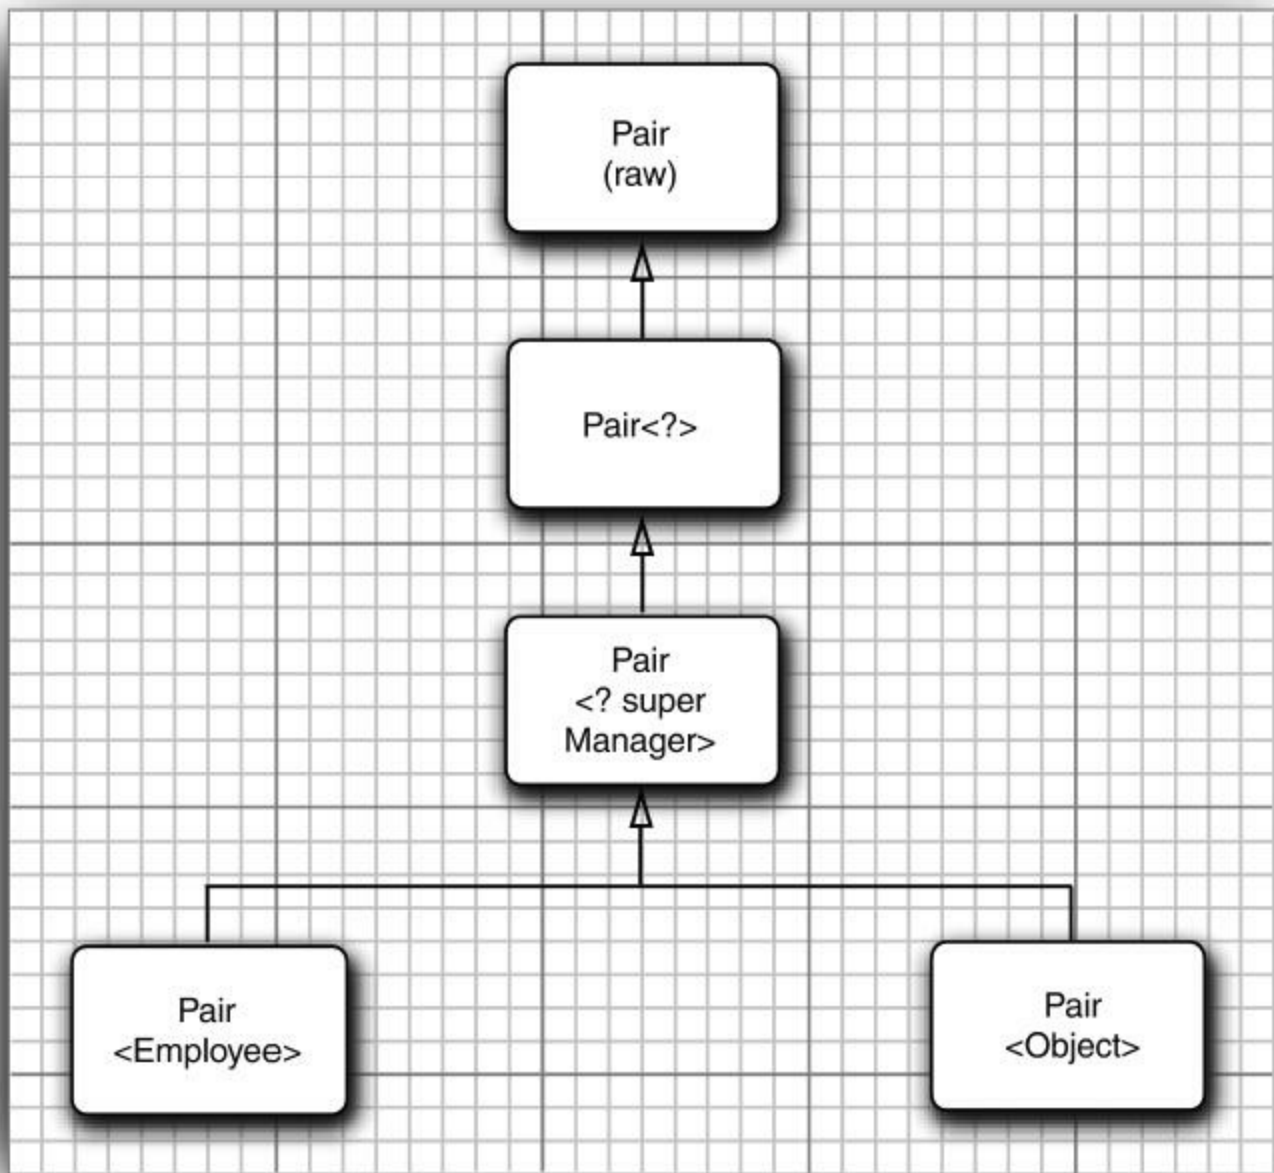 Pair
(raw)
Pair<?>
Pair
<? super
Manager>
Pair
<Employee>
Pair
<Object>